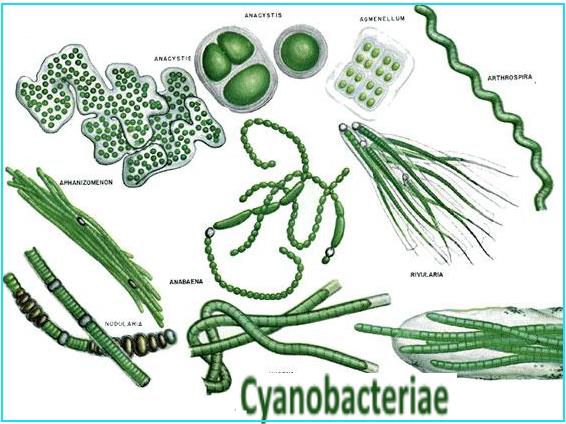 ANACYSTIS
AGMENELLUM
ANACYSTIS
ARTHROSPIRA
APHANIZOMENON
RIVULARIA
ANABAENA
NODULARIA
Cyanobacteriae